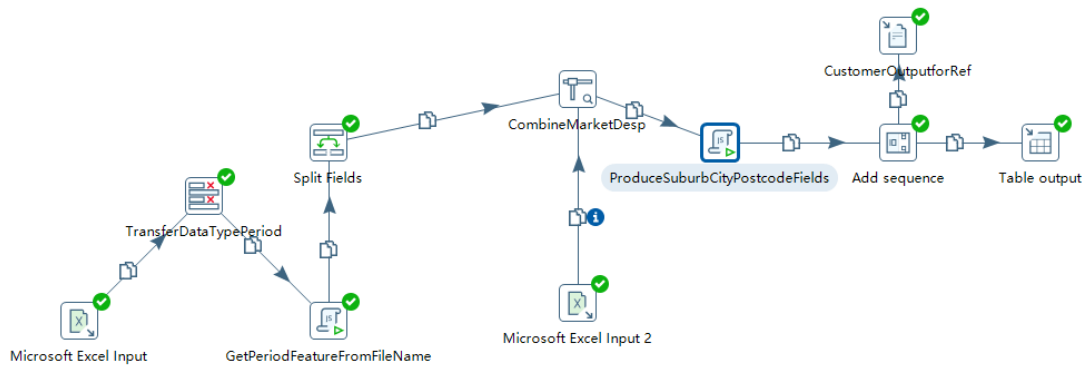 CustomerOutputforRef
CombineMarketDesp
Split Fields
ProduceSuburbCityPostcodeFields
Add sequence
Table output
TransferDataTypePeriod
Microsoft Excel Input 2
Microsoft Excel Input
GetPeriodFeatureFromFileName